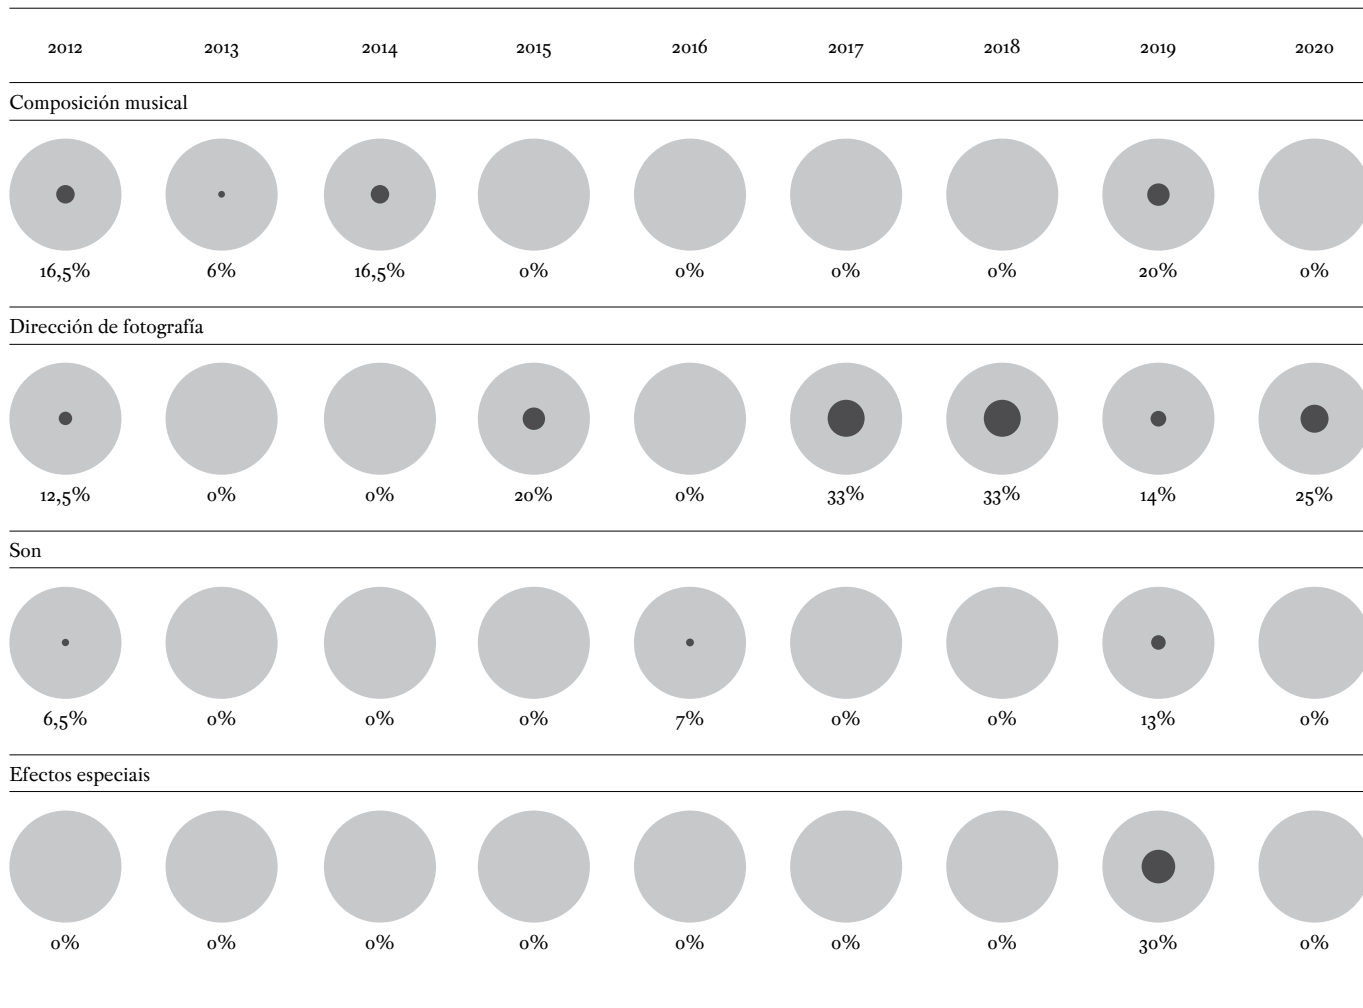 2012 2013 2014 2015 2016 2017 2018 2019 2020
Composición musical
16,5% 6% 16,5% 0% 0% 0% 0% 20% 0%
Dirección de fotografía
12,5% 0% 0% 20% 0% 33% 33% 14% 25%
Son
6,5% 0% 0% 0% 7% 0% 0% 13% 0%
Efectos especiais
0% 0% 0% 0% 0% 0% 0% 30% 0%